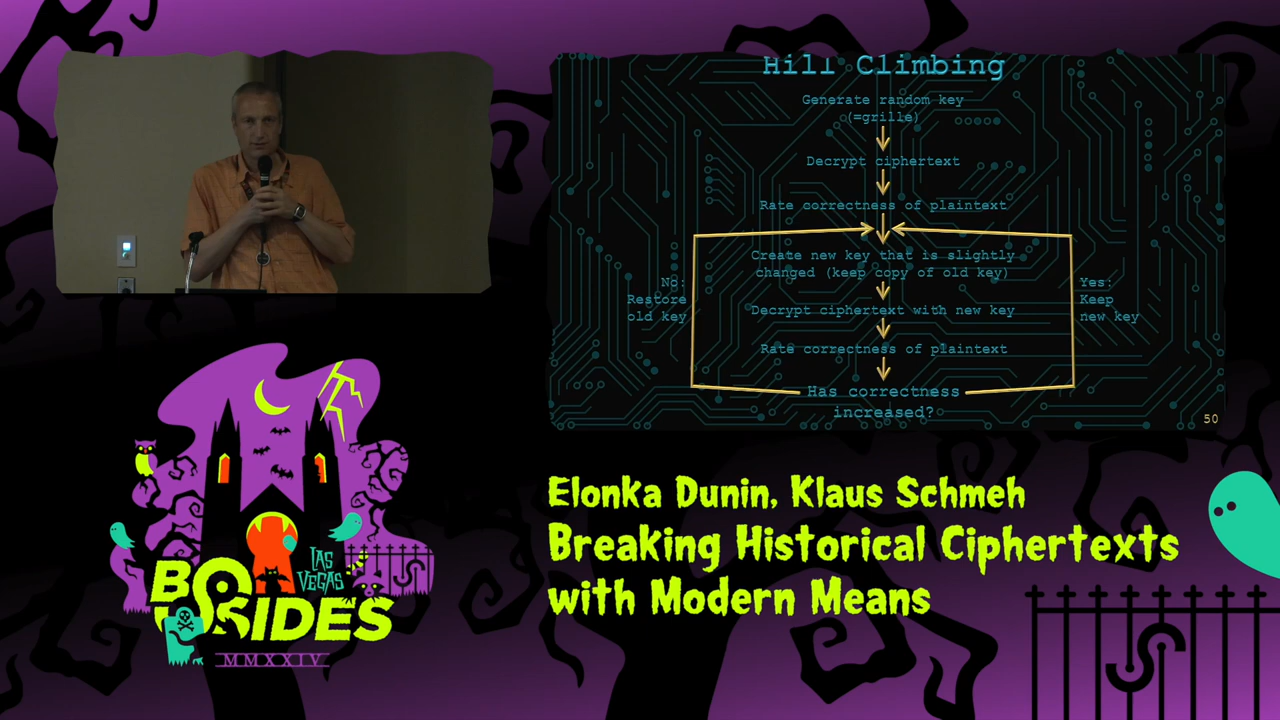 Hill Climbing
Generate random key
(=grille)
Decrypt ciphertext
Rate correctness of plaintext
Create new key that is slightly
changed (keep copy of old key)
No:
Restore
old key
Yes:
Keep
new key
Decrypt ciphertext with new key
Rate correctness of plaintext
Has correctness
increased?
50
LAS
VEGAS
BSIDES
MMXXIV
Elonka Dunin, Klaus Schmeh
Breaking Historical Ciphertexts
with Modern Means